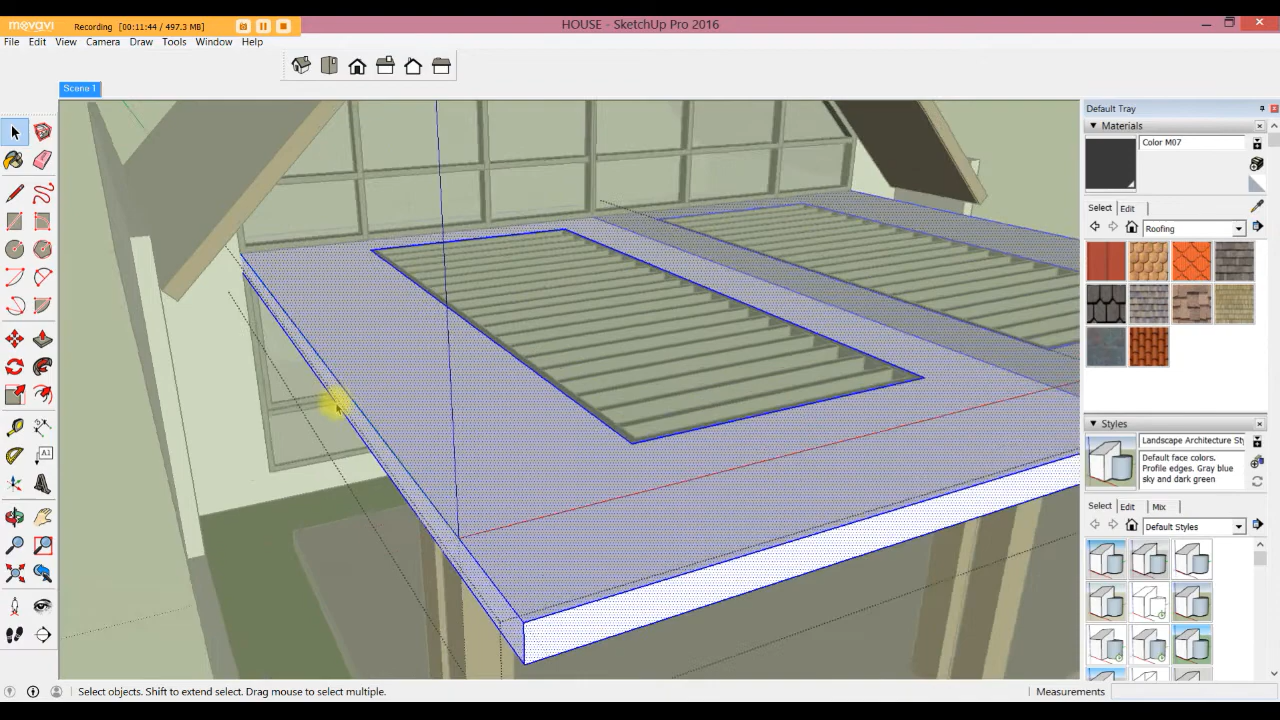 movavi
Recording [00:11:44 / 497.3 MB]
HOUSE - SketchUp Pro 2016
File Edit View Camera Draw Tools Window Help
Scene 1
Default Tray
Materials
Color M07
Select Edit
Roofing
Styles
Landscape Architecture Sty
Default face colors.
Profile edges. Gray blue
sky and dark green
Select Edit Mix
Default Styles
A1
Select objects. Shift to extend select. Drag mouse to select multiple.
Measurements